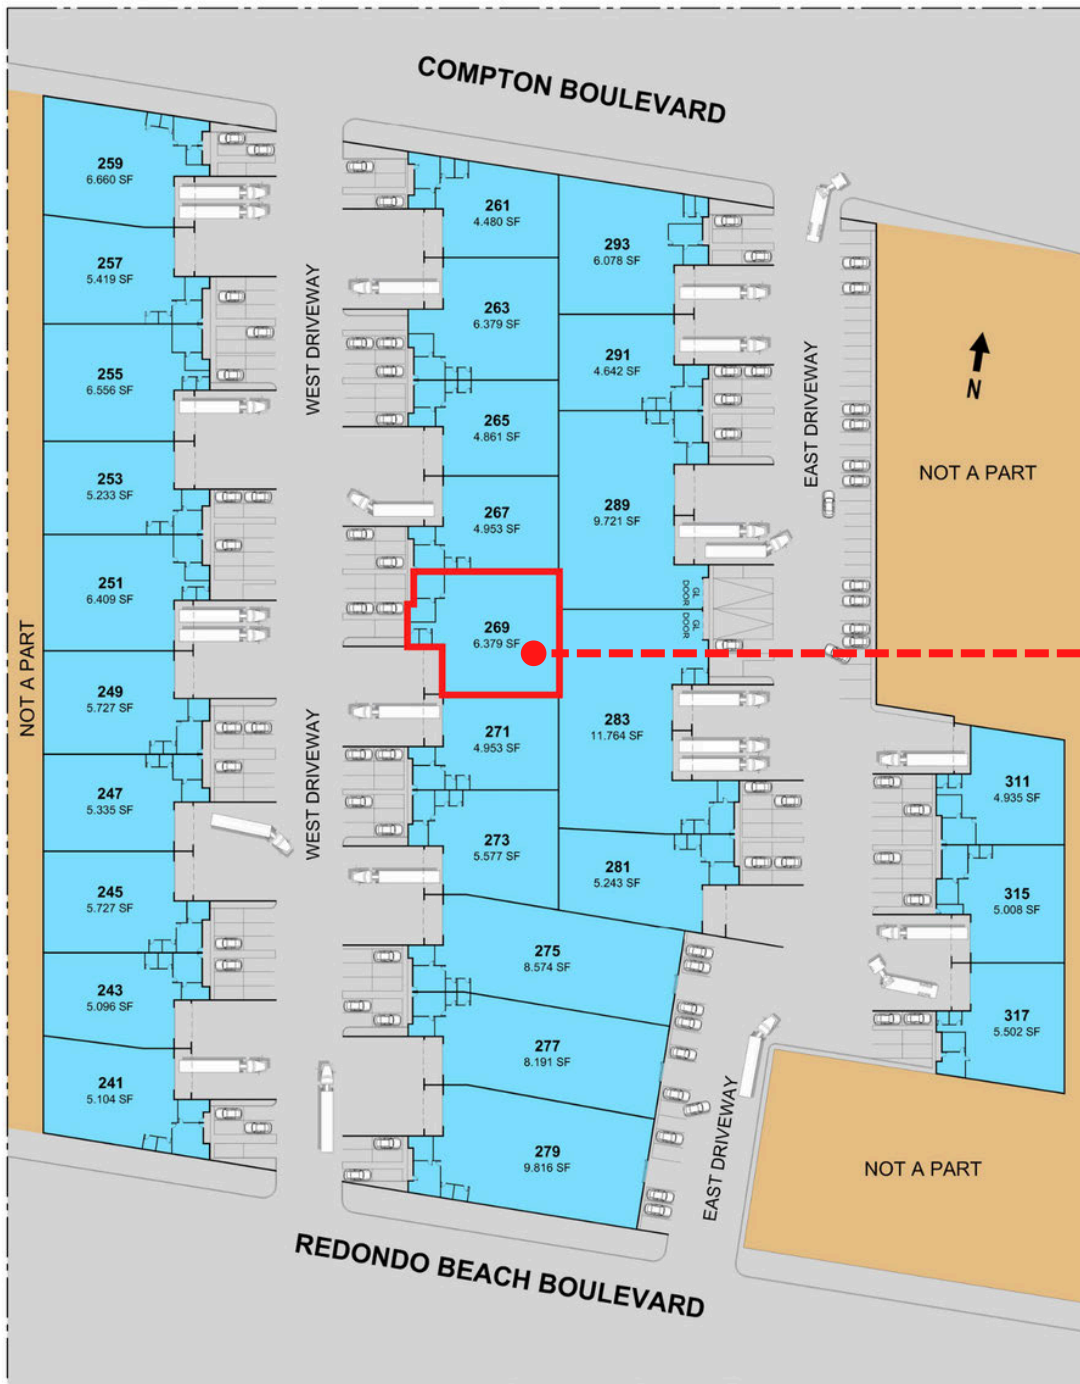 COMPTON BOULEVARD
259
6.660 SF
257
5.419 SF
255
6.556 SF
253
5.233 SF
251
6.409 SF
249
5.727 SF
247
5.335 SF
245
5.727 SF
243
5.096 SF
241
5.104 SF
NOT A PART
WEST DRIVEWAY
WEST DRIVEWAY
261
4.480 SF
263
6.379 SF
265
4.861 SF
267
4.953 SF
269
6.379 SF
271
4.953 SF
273
5.577 SF
275
8.574 SF
277
8.191 SF
279
9.816 SF
293
6.078 SF
291
4.642 SF
289
9.721 SF
GL
DOOR
GL
DOOR
283
11.764 SF
281
5.243 SF
EAST DRIVEWAY
EAST DRIVEWAY
N
NOT A PART
311
4.935 SF
315
5.008 SF
317
5.502 SF
NOT A PART
REDONDO BEACH BOULEVARD